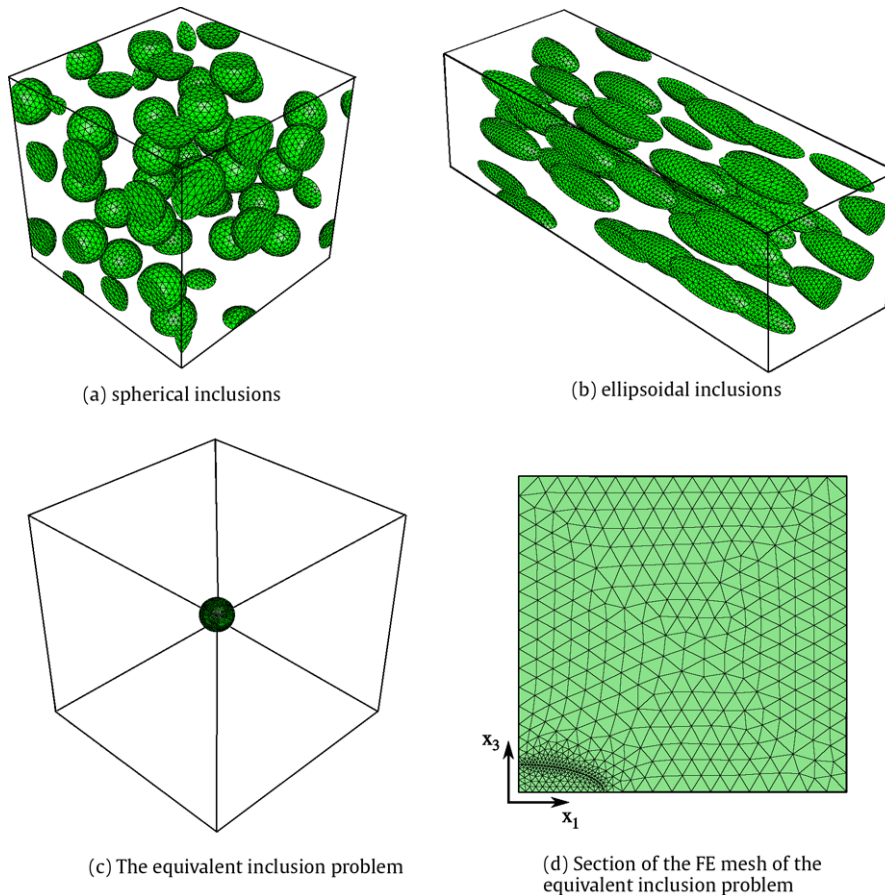 (a) spherical inclusions
(b) ellipsoidal inclusions
x3
x1
(c) The equivalent inclusion problem
(d) Section of the FE mesh of the
equivalent inclusion problem